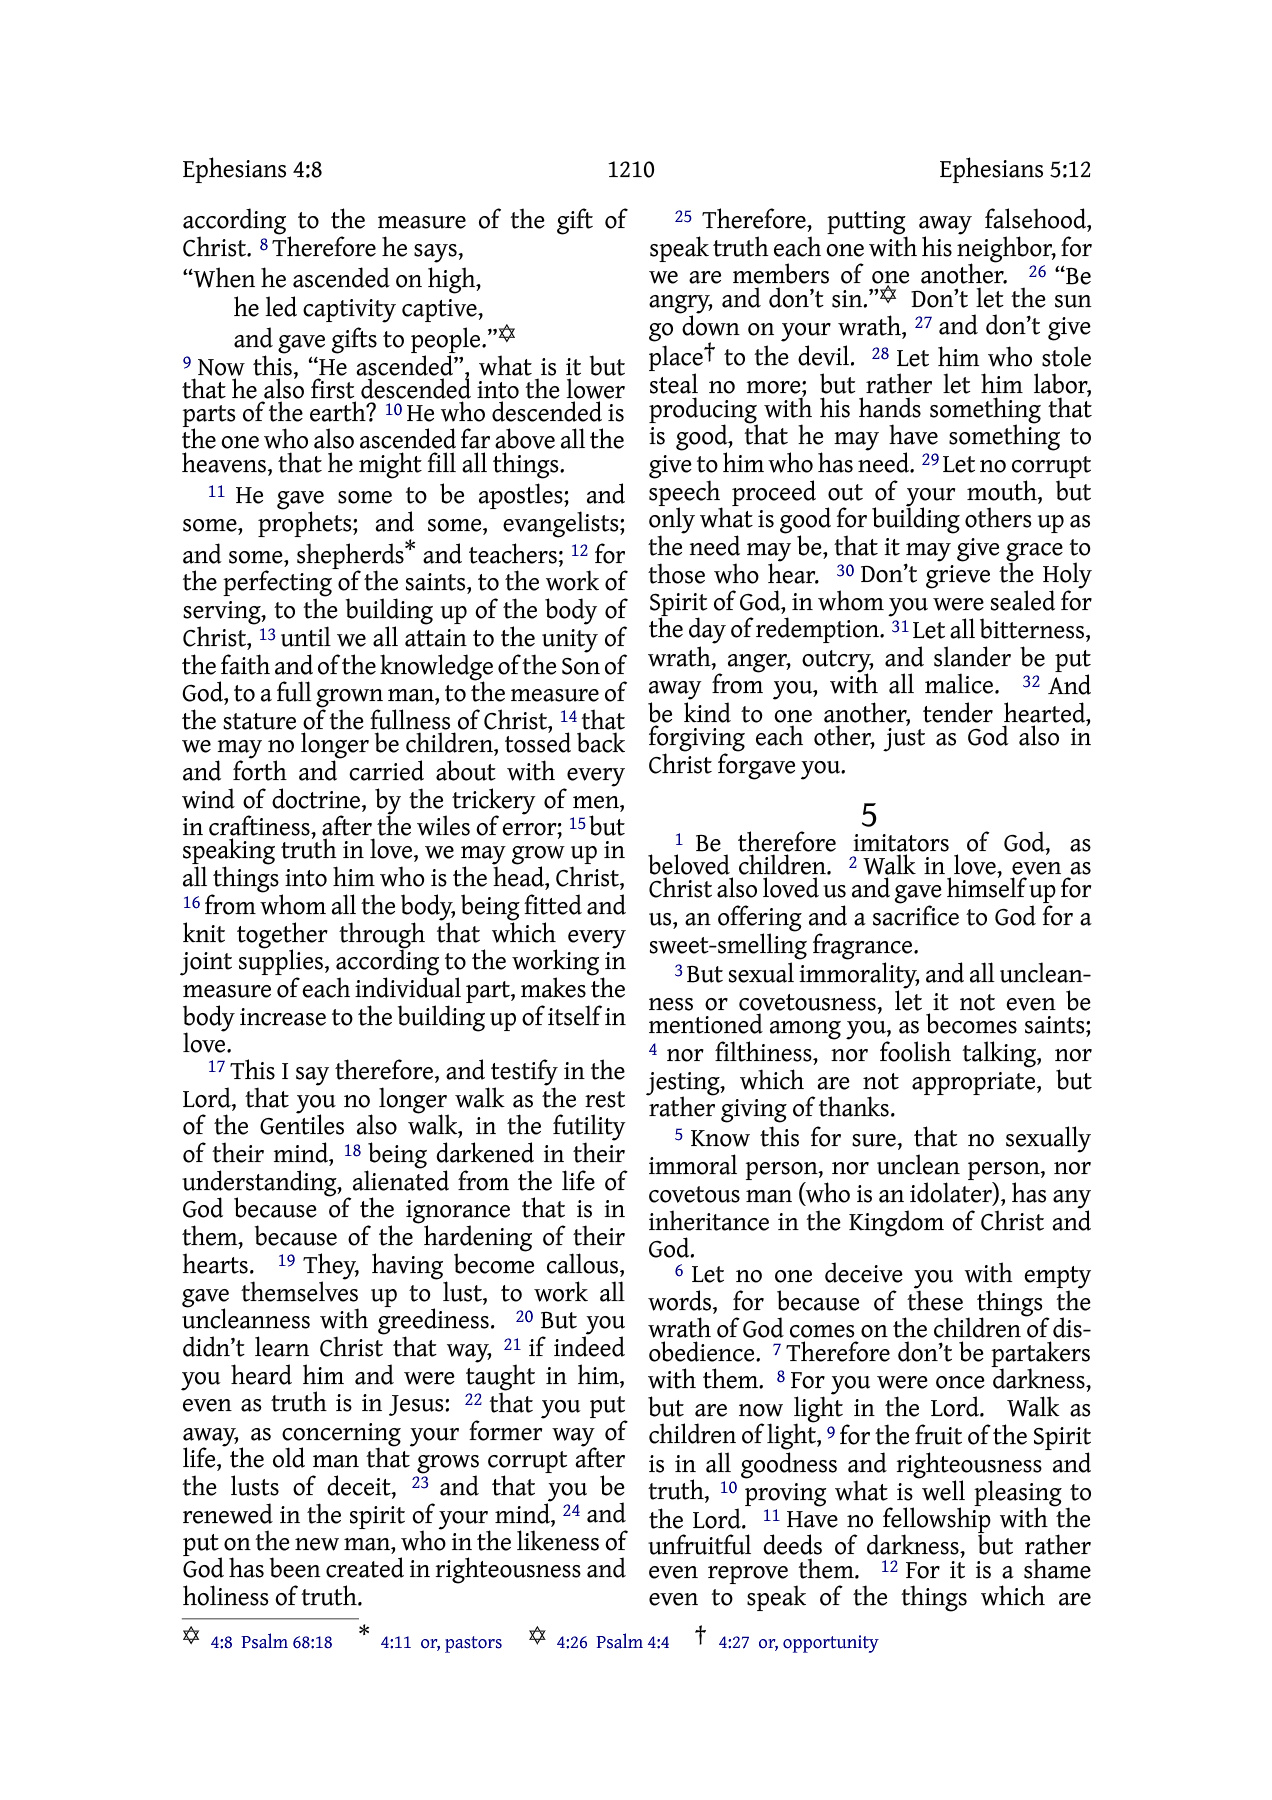 Ephesians 4:8
1210
Ephesians 5:12
according to the measure of the gift of
Christ. 8 Therefore he says,
“When he ascended on high,
he led captivity captive,
and gave gifts to people.”✡
9 Now this, “He ascended”, what is it but
that he also first descended into the lower
parts of the earth? 10 He who descended is
the one who also ascended far above all the
heavens, that he might fill all things.
11 He gave some to be apostles; and
some, prophets; and some, evangelists;
and some, shepherds* and teachers; 12 for
the perfecting of the saints, to the work of
serving, to the building up of the body of
Christ, 13 until we all attain to the unity of
the faith and of the knowledge of the Son of
God, to a full grown man, to the measure of
the stature of the fullness of Christ, 14 that
we may no longer be children, tossed back
and forth and carried about with every
wind of doctrine, by the trickery of men,
in craftiness, after the wiles of error; 15 but
speaking truth in love, we may grow up in
all things into him who is the head, Christ,
16 from whom all the body, being fitted and
knit together through that which every
joint supplies, according to the working in
measure of each individual part, makes the
body increase to the building up of itself in
love.
17 This I say therefore, and testify in the
Lord, that you no longer walk as the rest
of the Gentiles also walk, in the futility
of their mind, 18 being darkened in their
understanding, alienated from the life of
God because of the ignorance that is in
them, because of the hardening of their
hearts. 19 They, having become callous,
gave themselves up to lust, to work all
uncleanness with greediness. 20 But you
didn’t learn Christ that way, 21 if indeed
you heard him and were taught in him,
even as truth is in Jesus: 22 that you put
away, as concerning your former way of
life, the old man that grows corrupt after
the lusts of deceit, 23 and that you be
renewed in the spirit of your mind, 24 and
put on the new man, who in the likeness of
God has been created in righteousness and
holiness of truth.
25 Therefore, putting away falsehood,
speak truth each one with his neighbor, for
we are members of one another. 26 “Be
angry, and don’t sin.”✡ Don’t let the sun
go down on your wrath, 27 and don’t give
place† to the devil. 28 Let him who stole
steal no more; but rather let him labor,
producing with his hands something that
is good, that he may have something to
give to him who has need. 29 Let no corrupt
speech proceed out of your mouth, but
only what is good for building others up as
the need may be, that it may give grace to
those who hear. 30 Don’t grieve the Holy
Spirit of God, in whom you were sealed for
the day of redemption. 31 Let all bitterness,
wrath, anger, outcry, and slander be put
away from you, with all malice. 32 And
be kind to one another, tender hearted,
forgiving each other, just as God also in
Christ forgave you.
5
1 Be therefore imitators of God, as
beloved children. 2 Walk in love, even as
Christ also loved us and gave himself up for
us, an offering and a sacrifice to God for a
sweet-smelling fragrance.
3 But sexual immorality, and all unclean-
ness or covetousness, let it not even be
mentioned among you, as becomes saints;
4 nor filthiness, nor foolish talking, nor
jesting, which are not appropriate, but
rather giving of thanks.
5 Know this for sure, that no sexually
immoral person, nor unclean person, nor
covetous man (who is an idolater), has any
inheritance in the Kingdom of Christ and
God.
6 Let no one deceive you with empty
words, for because of these things the
wrath of God comes on the children of dis-
obedience. 7 Therefore don’t be partakers
with them. 8 For you were once darkness,
but are now light in the Lord. Walk as
children of light, 9 for the fruit of the Spirit
is in all goodness and righteousness and
truth, 10 proving what is well pleasing to
the Lord. 11 Have no fellowship with the
unfruitful deeds of darkness, but rather
even reprove them. 12 For it is a shame
even to speak of the things which are
✡ 4:8 Psalm 68:18 * 4:11 or, pastors ✡ 4:26 Psalm 4:4 † 4:27 or, opportunity